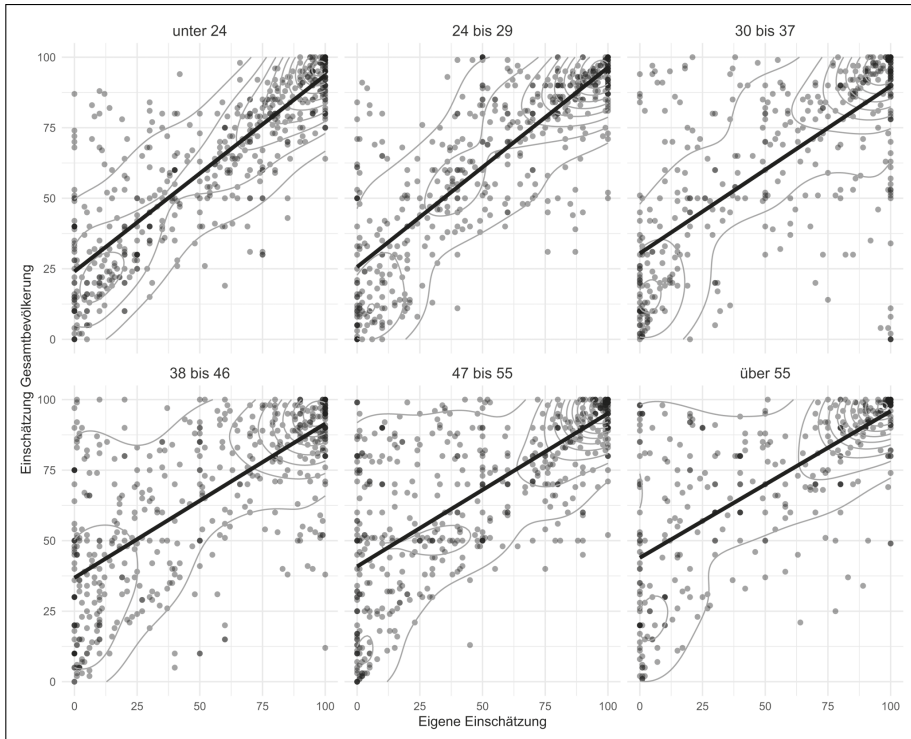 unter 24
24 bis 29
30 bis 37
100
75
50
25
0
38 bis 46
47 bis 55
über 55
100
75
50
25
0
0 25 50 75 100
0 25 50 75 100
0 25 50 75 100
Eigene Einschätzung
Einschätzung Gesamtbevölkerung